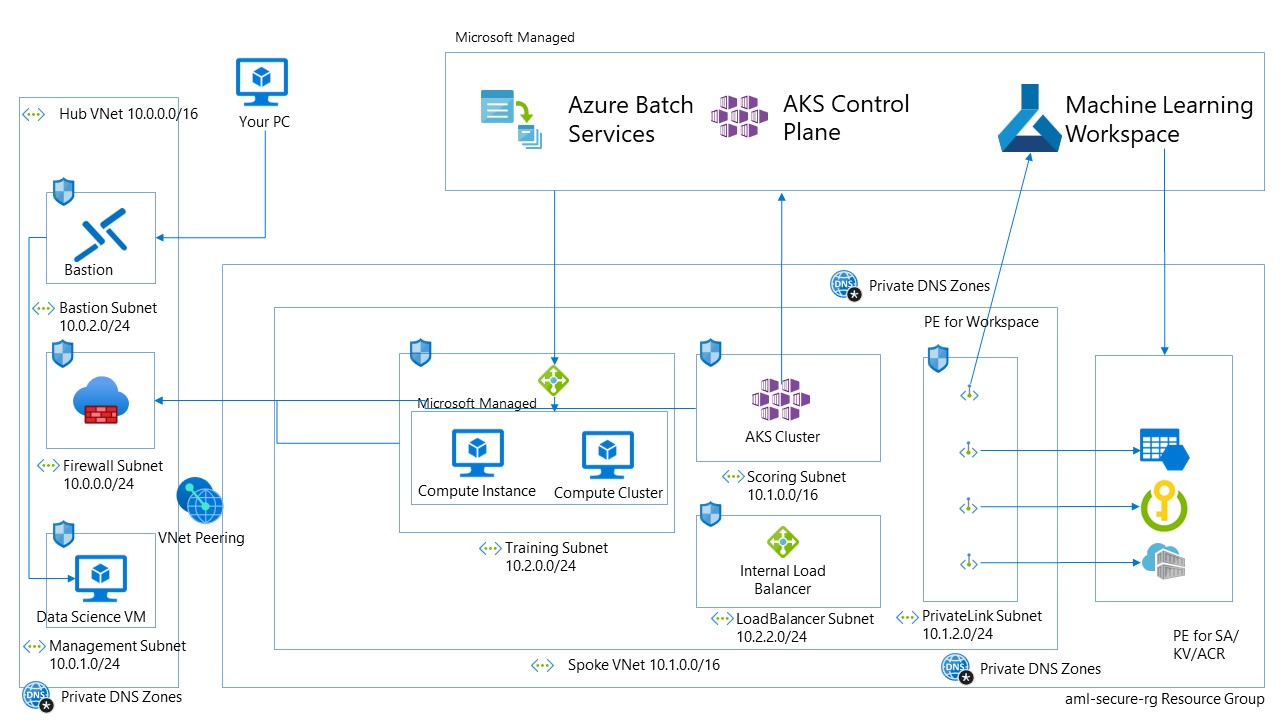 Microsoft Managed
Azure Batch
Services
AKS Control
Plane
Machine Learning
Workspace
Your PC
Hub VNet 10.0.0.0/16
Bastion
Bastion Subnet
10.0.2.0/24
Firewall Subnet
10.0.0.0/24
VNet Peering
Data Science VM
Management Subnet
10.0.1.0/24
Private DNS Zones
DNS
DNS
Private DNS Zones
PE for Workspace
Microsoft Managed
Compute Instance
Compute Cluster
Training Subnet
10.2.0.0/24
AKS Cluster
Scoring Subnet
10.1.0.0/16
Internal Load
Balancer
LoadBalancer Subnet
10.2.2.0/24
PrivateLink Subnet
10.1.2.0/24
PE for SA/
KV/ACR
Spoke VNet 10.1.0.0/16
DNS
Private DNS Zones
aml-secure-rg Resource Group